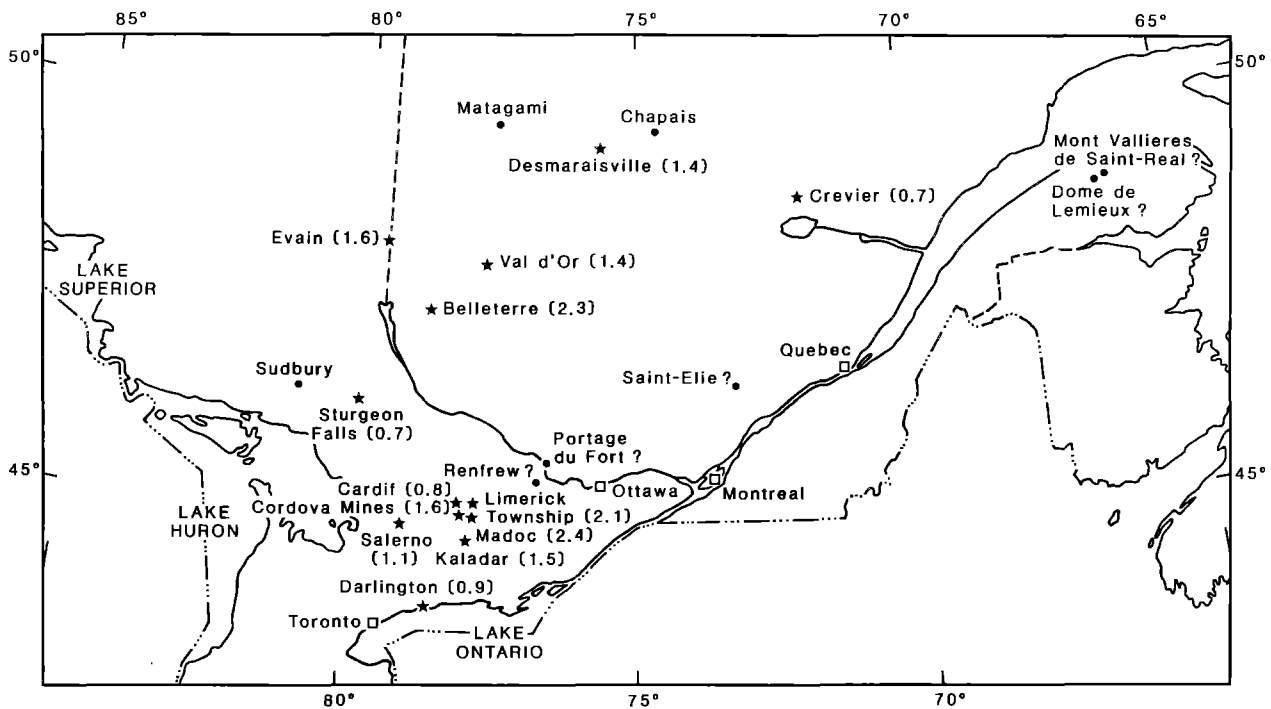 85°
80°
75°
70°
65°
50°
50°
Matagami
Chapais
Desmaraisville (1.4)
Mont Vallieres
de Saint-Real ?
Dome de
Lemieux ?
Crevier (0.7)
Evain (1.6)
Val d'Or (1.4)
LAKE
SUPERIOR
Belleterre (2.3)
Quebec
Sudbury
Saint-Elie ?
Sturgeon
Falls (0.7)
Portage
du Fort ?
45°
45°
Renfrew ?
Ottawa
Montreal
Cardif (0.8)
Limerick
Township (2.1)
Cordova Mines (1.6)
LAKE
HURON
Salerno
(1.1)
Madoc (2.4)
Kaladar (1.5)
Darlington (0.9)
Toronto
LAKE
ONTARIO
80°
75°
70°